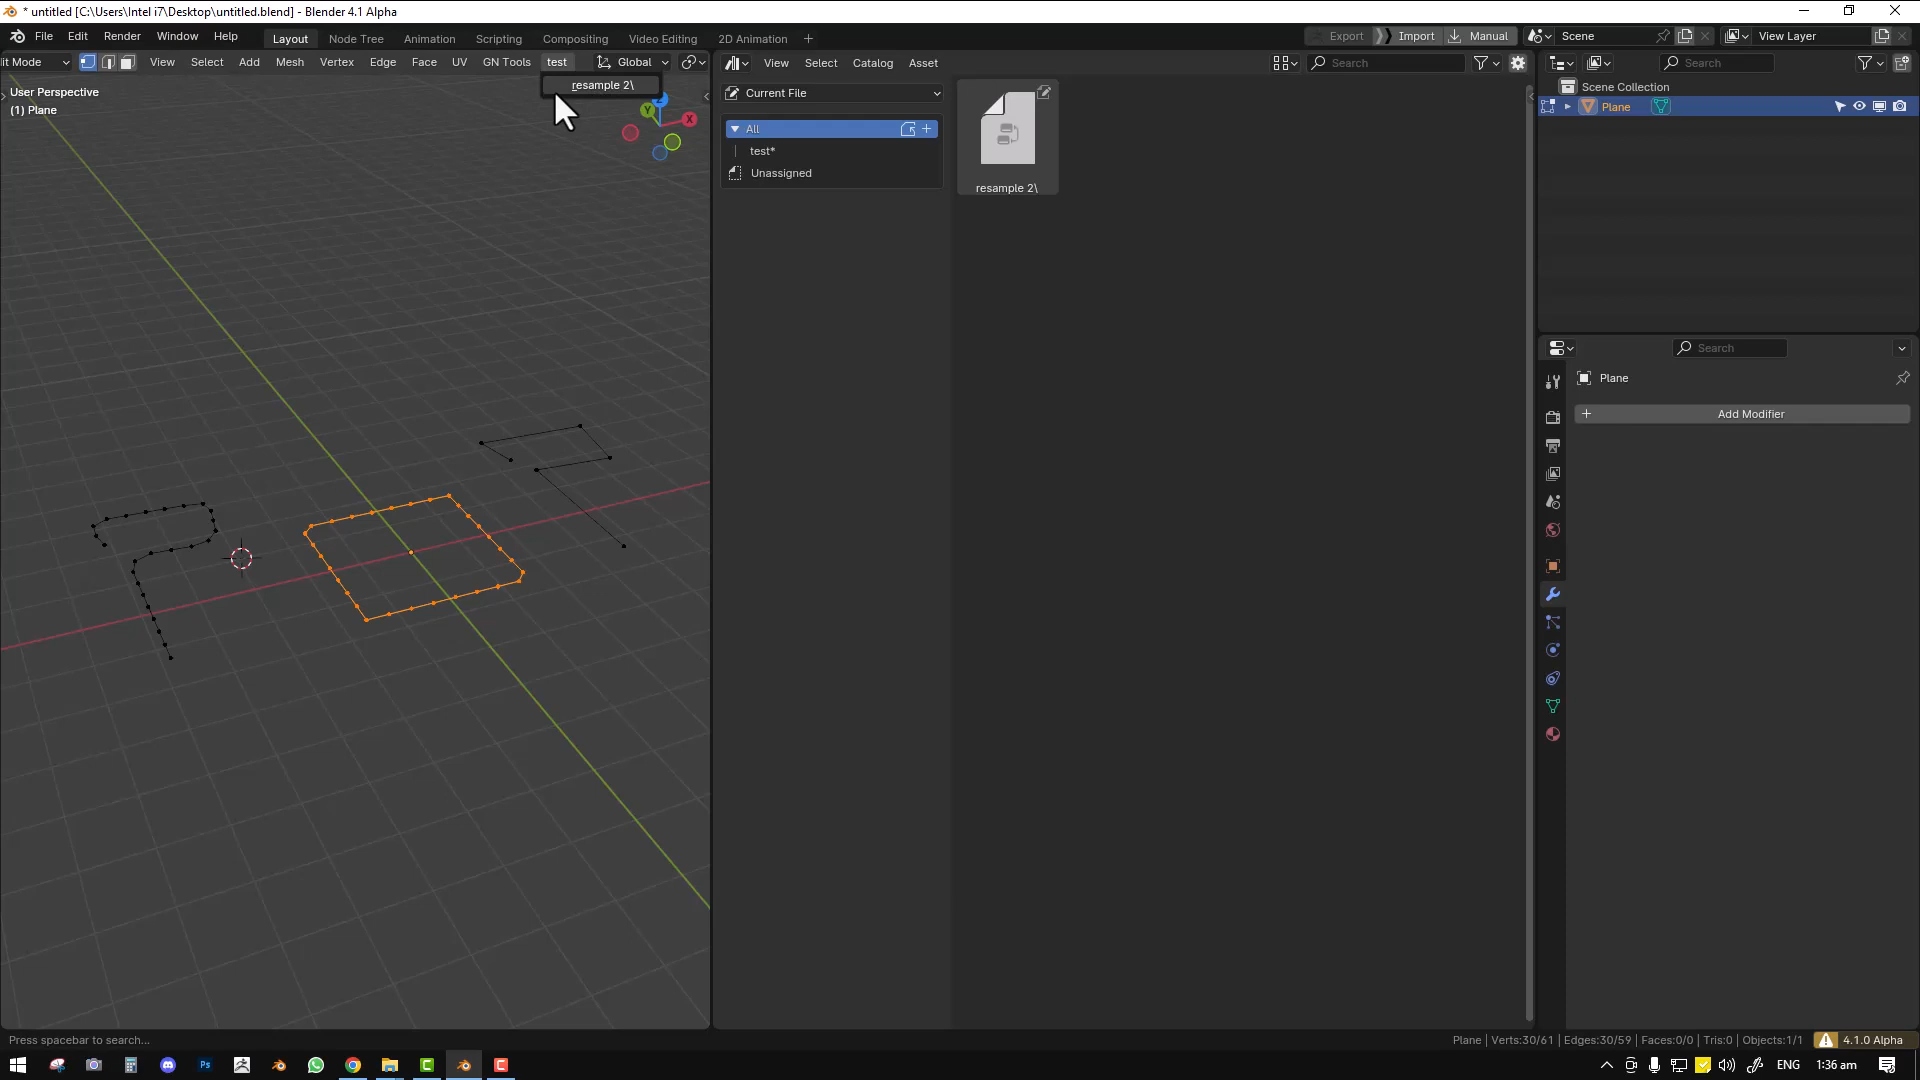 * untitled [C:\Users\Intel i7\Desktop\untitled.blend] - Blender 4.1 Alpha
File Edit Render Window Help
Layout Node Tree Animation Scripting Compositing Video Editing 2D Animation +
Export Import Manual
Scene
View Layer
it Mode View Select Add Mesh Vertex Edge Face UV GN Tools test Global
resample 2\
User Perspective
(1) Plane
Z
Y
X
View Select Catalog Asset
Search
Current File
All
test*
Unassigned
resample 2\
Search
Scene Collection
Plane
Search
Plane
Add Modifier
Press spacebar to search...
Plane | Verts:30/61 | Edges:30/59 | Faces:0/0 | Tris:0 | Objects:1/1
4.1.0 Alpha
Ps
ENG
1:36 am